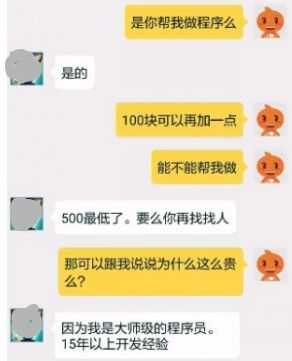 是你帮我做程序么
是的
100块可以再加一点
能不能帮我做
500最低了。要么你再找找人
那可以跟我说说为什么这么贵
么?
因为我是大师级的程序员。
15年以上开发经验